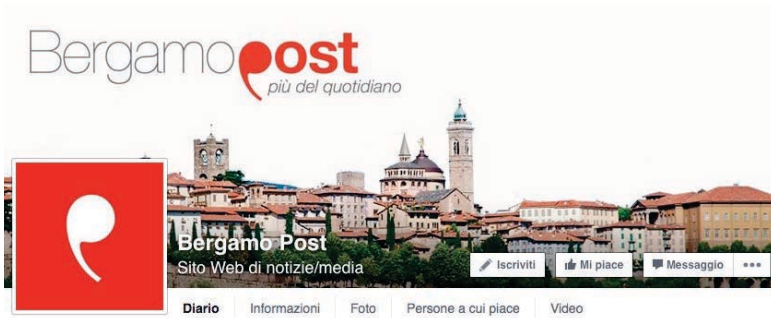 Bergamopost
più del quotidiano
Bergamo Post
Sito Web di notizie/media
Iscriviti Mi piace Messaggio
Diario Informazioni Foto Persone a cui piace Video